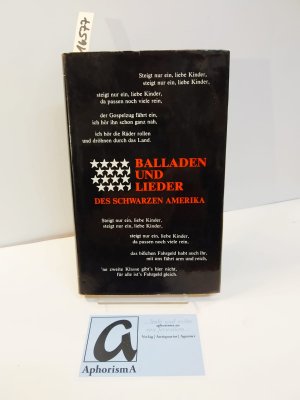 16577
Steigt nur ein, liebe Kinder,
steigt nur ein, liebe Kinder,
steigt nur ein, liebe Kinder,
da passen noch viele rein,
der Gospelzug fährt ein,
ich hör ihn schon ganz nah,
ich hör die Räder rollen
und dröhnen durch das Land.
BALLADEN
UND
LIEDER
DES SCHWARZEN AMERIKA
Steigt nur ein, liebe Kinder,
steigt nur ein, liebe Kinder,
steigt nur ein, liebe Kinder,
da passen noch viele rein,
das bißchen Fahrgeld habt auch ihr,
mit uns fährt arm und reich,
'ne zweite Klasse gibt's hier nicht,
für alle ist's Fahrgeld gleich.
A
AphorismA
Verlag | Antiquariat | Agentur